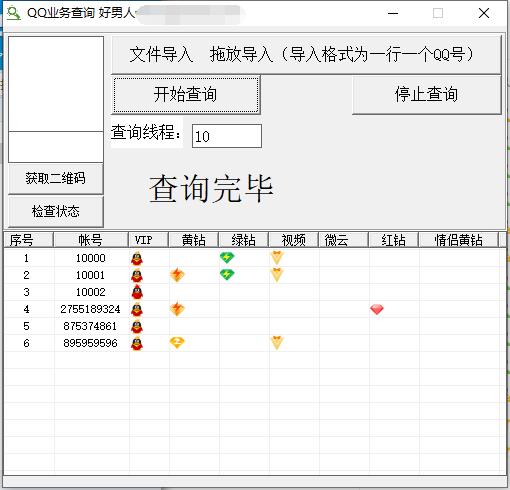 QQ业务查询 好男人
文件导入 拖放导入（导入格式为一行一个QQ号）
开始查询 停止查询
查询线程： 10
获取二维码
查询完毕
检查状态
序号 帐号 VIP 黄钻 绿钻 视频 微云 红钻 情侣黄钻
1 10000
2 10001
3 10002
4 2755189324
5 875374861
6 895959596